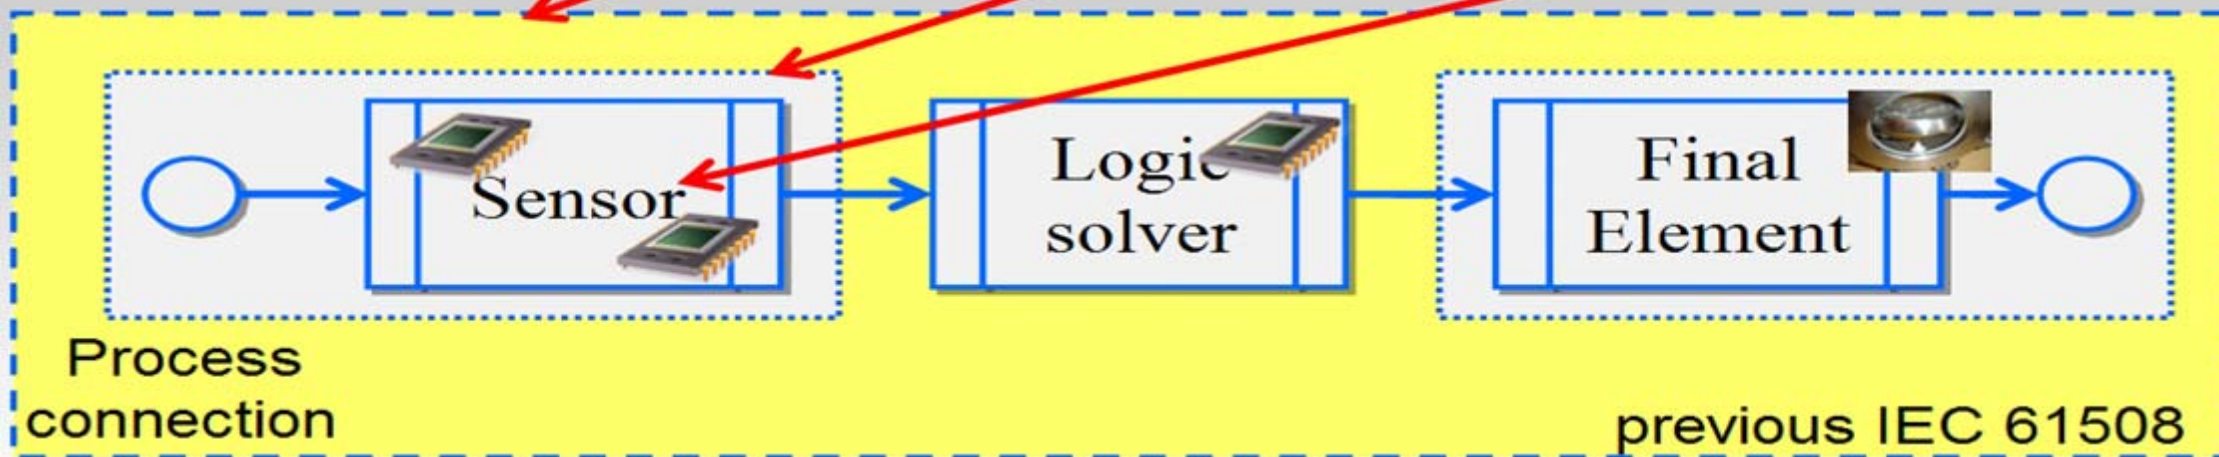 Sensor
Logic
solver
Final
Element
Process
connection
previous IEC 61508